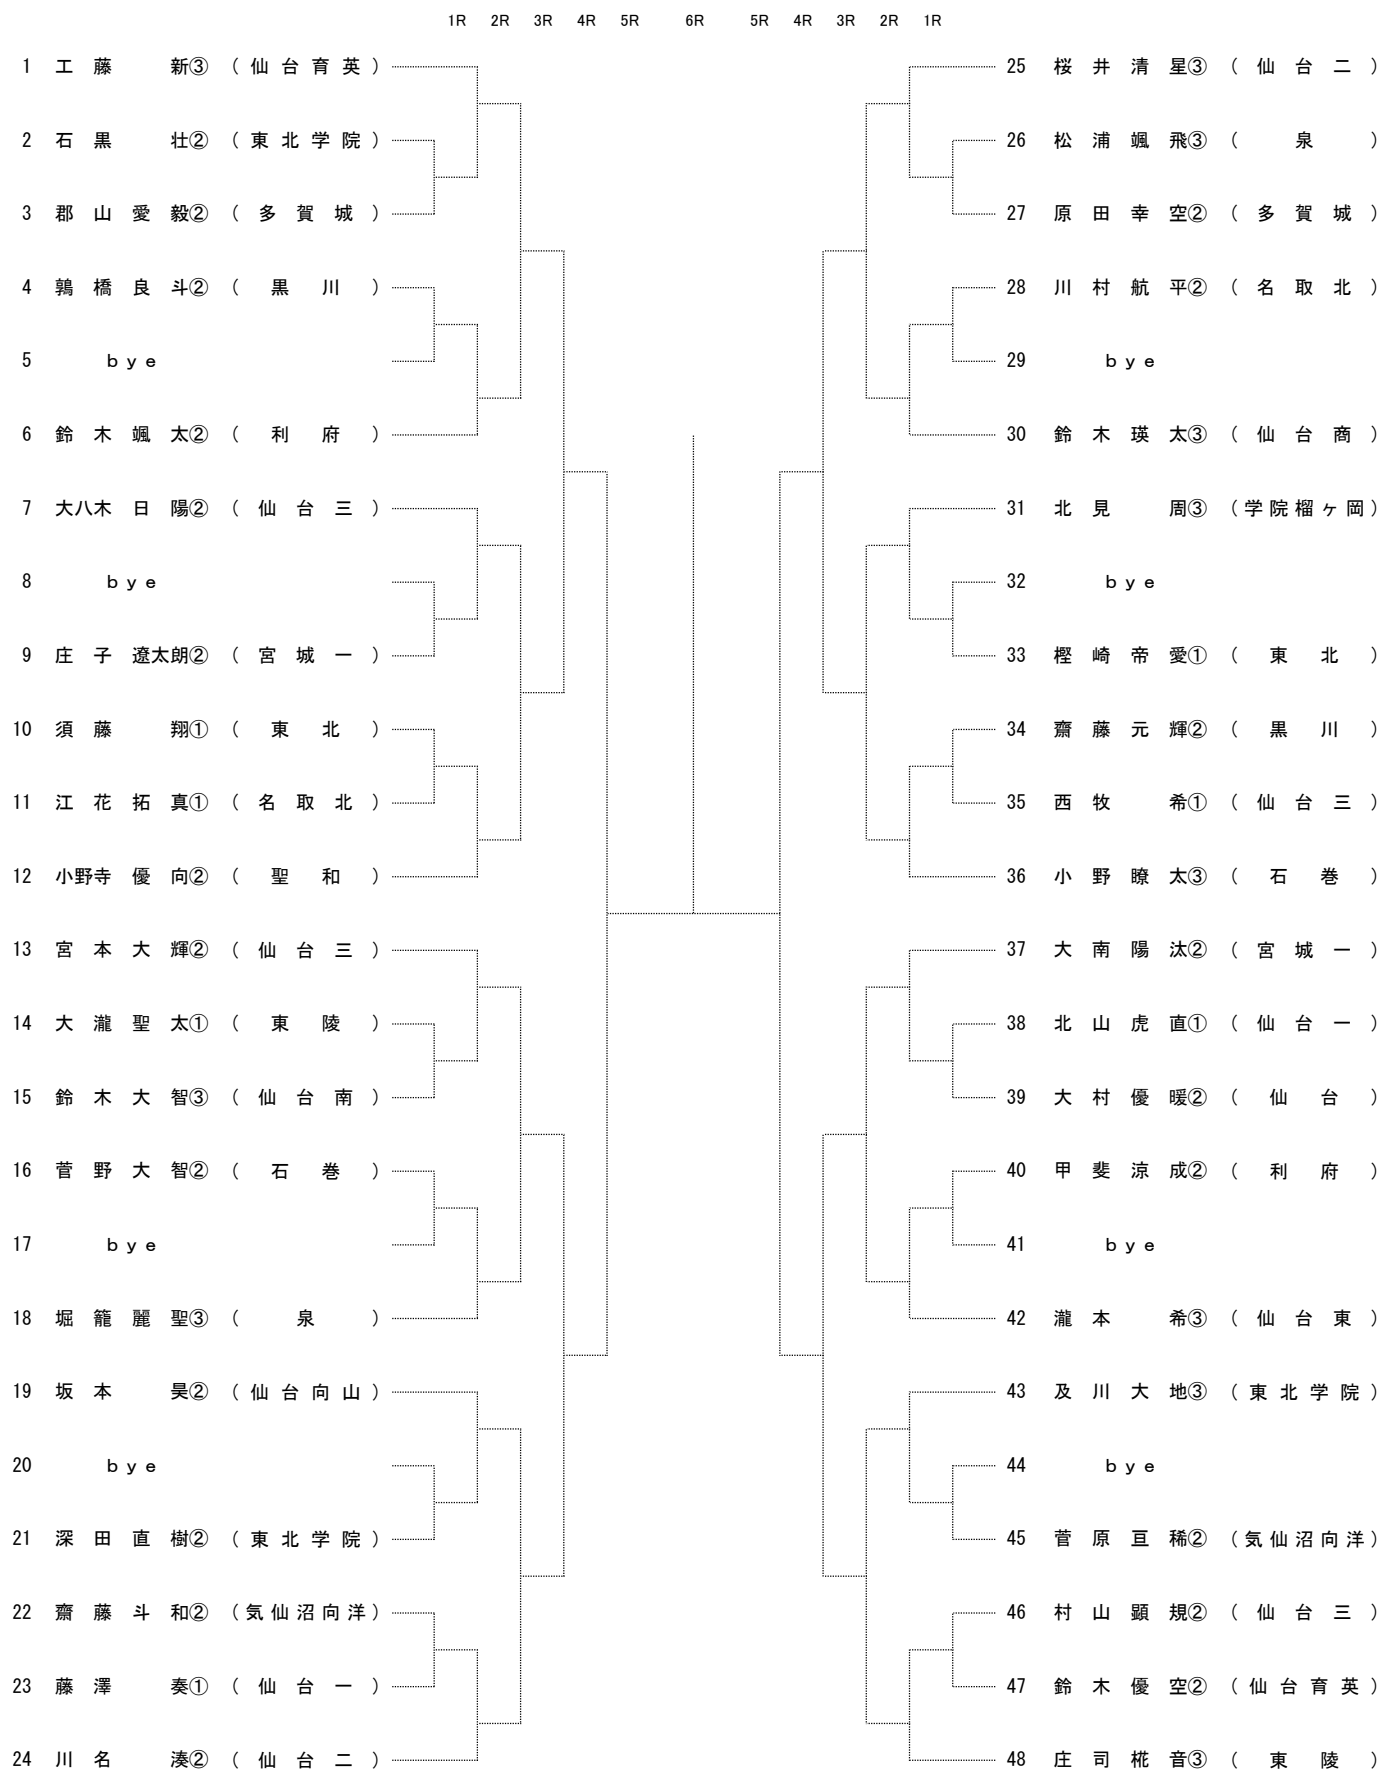 1R 2R 3R 4R 5R 6R 5R 4R 3R 2R 1R
1 工藤 新③ (仙台育英)
2 石黒 壮② (東北学院)
3 郡山愛毅② (多賀城)
4 鶉橋良斗② (黒川)
5 bye
6 鈴木颯太② (利府)
7 大八木日陽② (仙台三)
8 bye
9 庄子遼太朗② (宮城一)
10 須藤 翔① (東北)
11 江花拓真① (名取北)
12 小野寺優向② (聖和)
13 宮本大輝② (仙台三)
14 大瀧聖太① (東陵)
15 鈴木大智③ (仙台南)
16 菅野大智② (石巻)
17 bye
18 堀籠麗聖③ (泉)
19 坂本 昊② (仙台向山)
20 bye
21 深田直樹② (東北学院)
22 齋藤斗和② (気仙沼向洋)
23 藤澤 奏① (仙台一)
24 川名 湊② (仙台二)
25 桜井清星③ (仙台二)
26 松浦颯飛③ (泉)
27 原田幸空② (多賀城)
28 川村航平② (名取北)
29 bye
30 鈴木瑛太③ (仙台商)
31 北見 周③ (学院榴ヶ岡)
32 bye
33 樫崎帝愛① (東北)
34 齋藤元輝② (黒川)
35 西牧 希① (仙台三)
36 小野瞭太③ (石巻)
37 大南陽汰② (宮城一)
38 北山虎直① (仙台一)
39 大村優暖② (仙台)
40 甲斐涼成② (利府)
41 bye
42 瀧本 希③ (仙台東)
43 及川大地③ (東北学院)
44 bye
45 菅原亘稀② (気仙沼向洋)
46 村山顕規② (仙台三)
47 鈴木優空② (仙台育英)
48 庄司椛音③ (東陵)